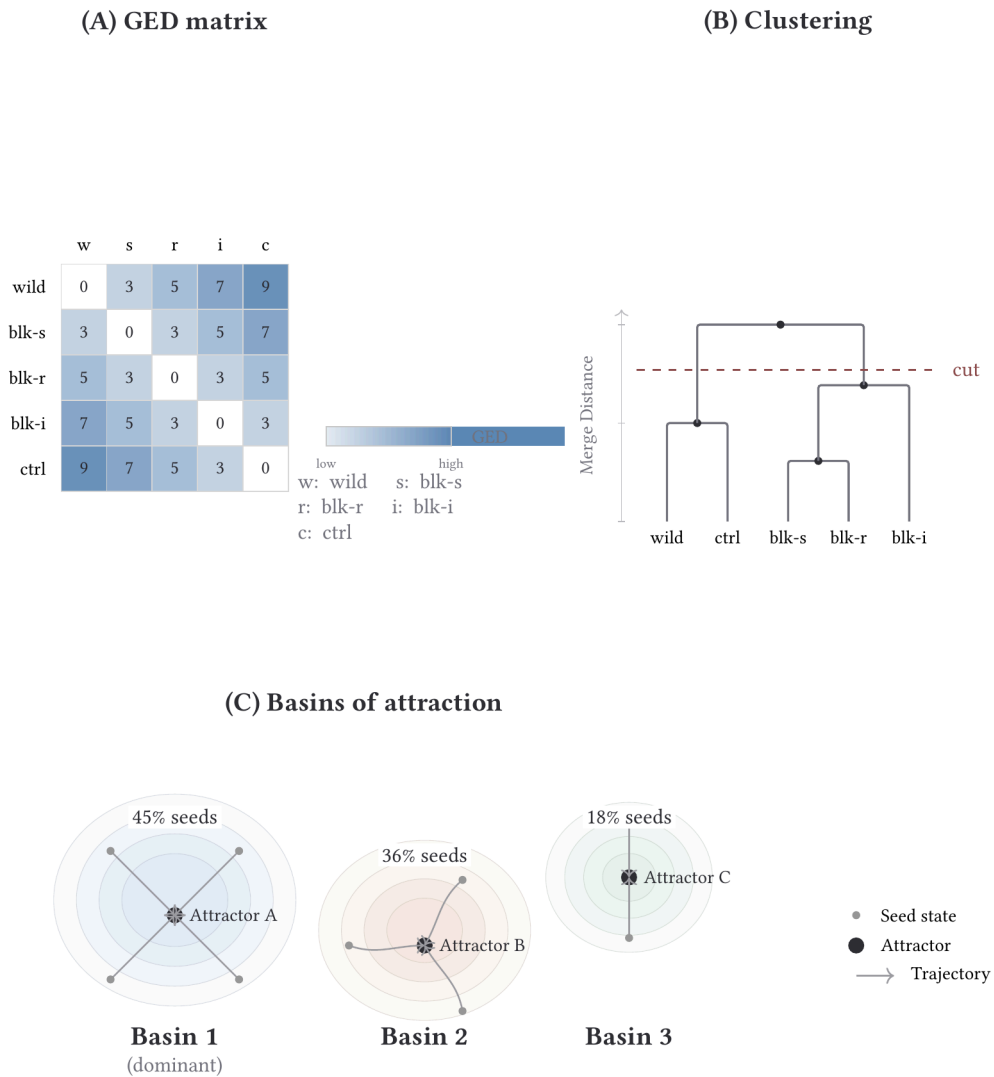 (A) GED matrix
(B) Clustering
w s r i c
wild 0 3 5 7 9
blk-s 3 0 3 5 7
blk-r 5 3 0 3 5
blk-i 7 5 3 0 3
ctrl 9 7 5 3 0
GED
low high
w: wild s: blk-s
r: blk-r i: blk-i
c: ctrl
Merge Distance
cut
wild ctrl blk-s blk-r blk-i
(C) Basins of attraction
45% seeds
Attractor A
Basin 1
(dominant)
36% seeds
Attractor B
Basin 2
18% seeds
Attractor C
Basin 3
Seed state
Attractor
Trajectory